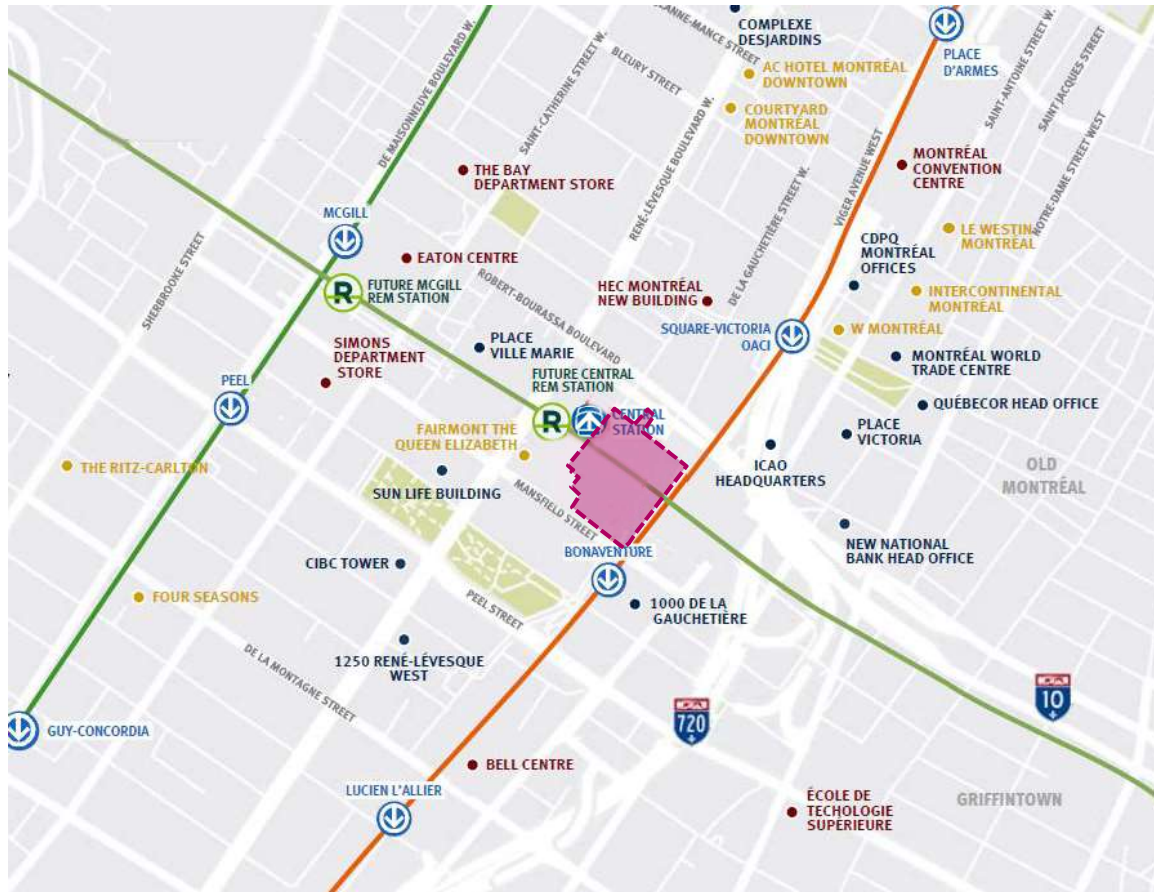 COMPLEXE
DESJARDINS
JEANNE-MANCE STREET
BLEURY STREET
AC HOTEL MONTRÉAL
DOWNTOWN
COURTYARD
MONTRÉAL
DOWNTOWN
PLACE
D'ARMES
SAINT-ANTOINE STREET W.
SAINT JACQUES STREET
NOTRE-DAME STREET WEST
DE MAISONNEUVE BOULEVARD W.
SAINT-CATHERINE STREET W.
RENÉ-LÉVESQUE BOULEVARD W.
VIGER AVENUE WEST
MONTRÉAL
CONVENTION
CENTRE
THE BAY
DEPARTMENT STORE
MCGILL
LE WESTIN
MONTRÉAL
CDPQ
MONTRÉAL
OFFICES
EATON CENTRE
SHERBROOKE STREET
R
FUTURE MCGILL
REM STATION
ROBERT-BOURASSA BOULEVARD
HEC MONTRÉAL
NEW BUILDING
DE LA GAUCHETIÈRE STREET W.
INTERCONTINENTAL
MONTRÉAL
SQUARE-VICTORIA
OACI
W MONTRÉAL
SIMONS
DEPARTMENT
STORE
PLACE
VILLE MARIE
MONTRÉAL WORLD
TRADE CENTRE
FUTURE CENTRAL
REM STATION
PEEL
R
CENTRAL
STATION
QUÉBECOR HEAD OFFICE
PLACE
VICTORIA
FAIRMONT THE
QUEEN ELIZABETH
THE RITZ-CARLTON
SUN LIFE BUILDING
ICAO
HEADQUARTERS
OLD
MONTRÉAL
MANSFIELD STREET
NEW NATIONAL
BANK HEAD OFFICE
BONAVENTURE
CIBC TOWER
FOUR SEASONS
PEEL STREET
1000 DE LA
GAUCHETIÈRE
DE LA MONTAGNE STREET
1250 RENÉ-LÉVESQUE
WEST
10
720
GUY-CONCORDIA
BELL CENTRE
LUCIEN L'ALLIER
GRIFFINTOWN
ÉCOLE DE
TECHOLOGIE
SUPÉRIEURE